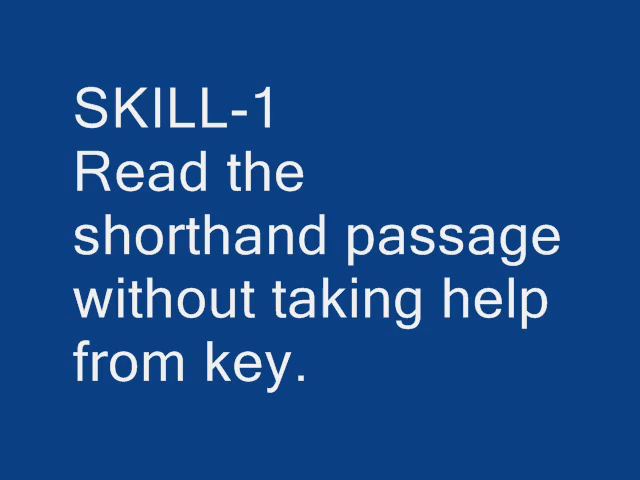 SKILL-1
Read the
shorthand passage
without taking help
from key.